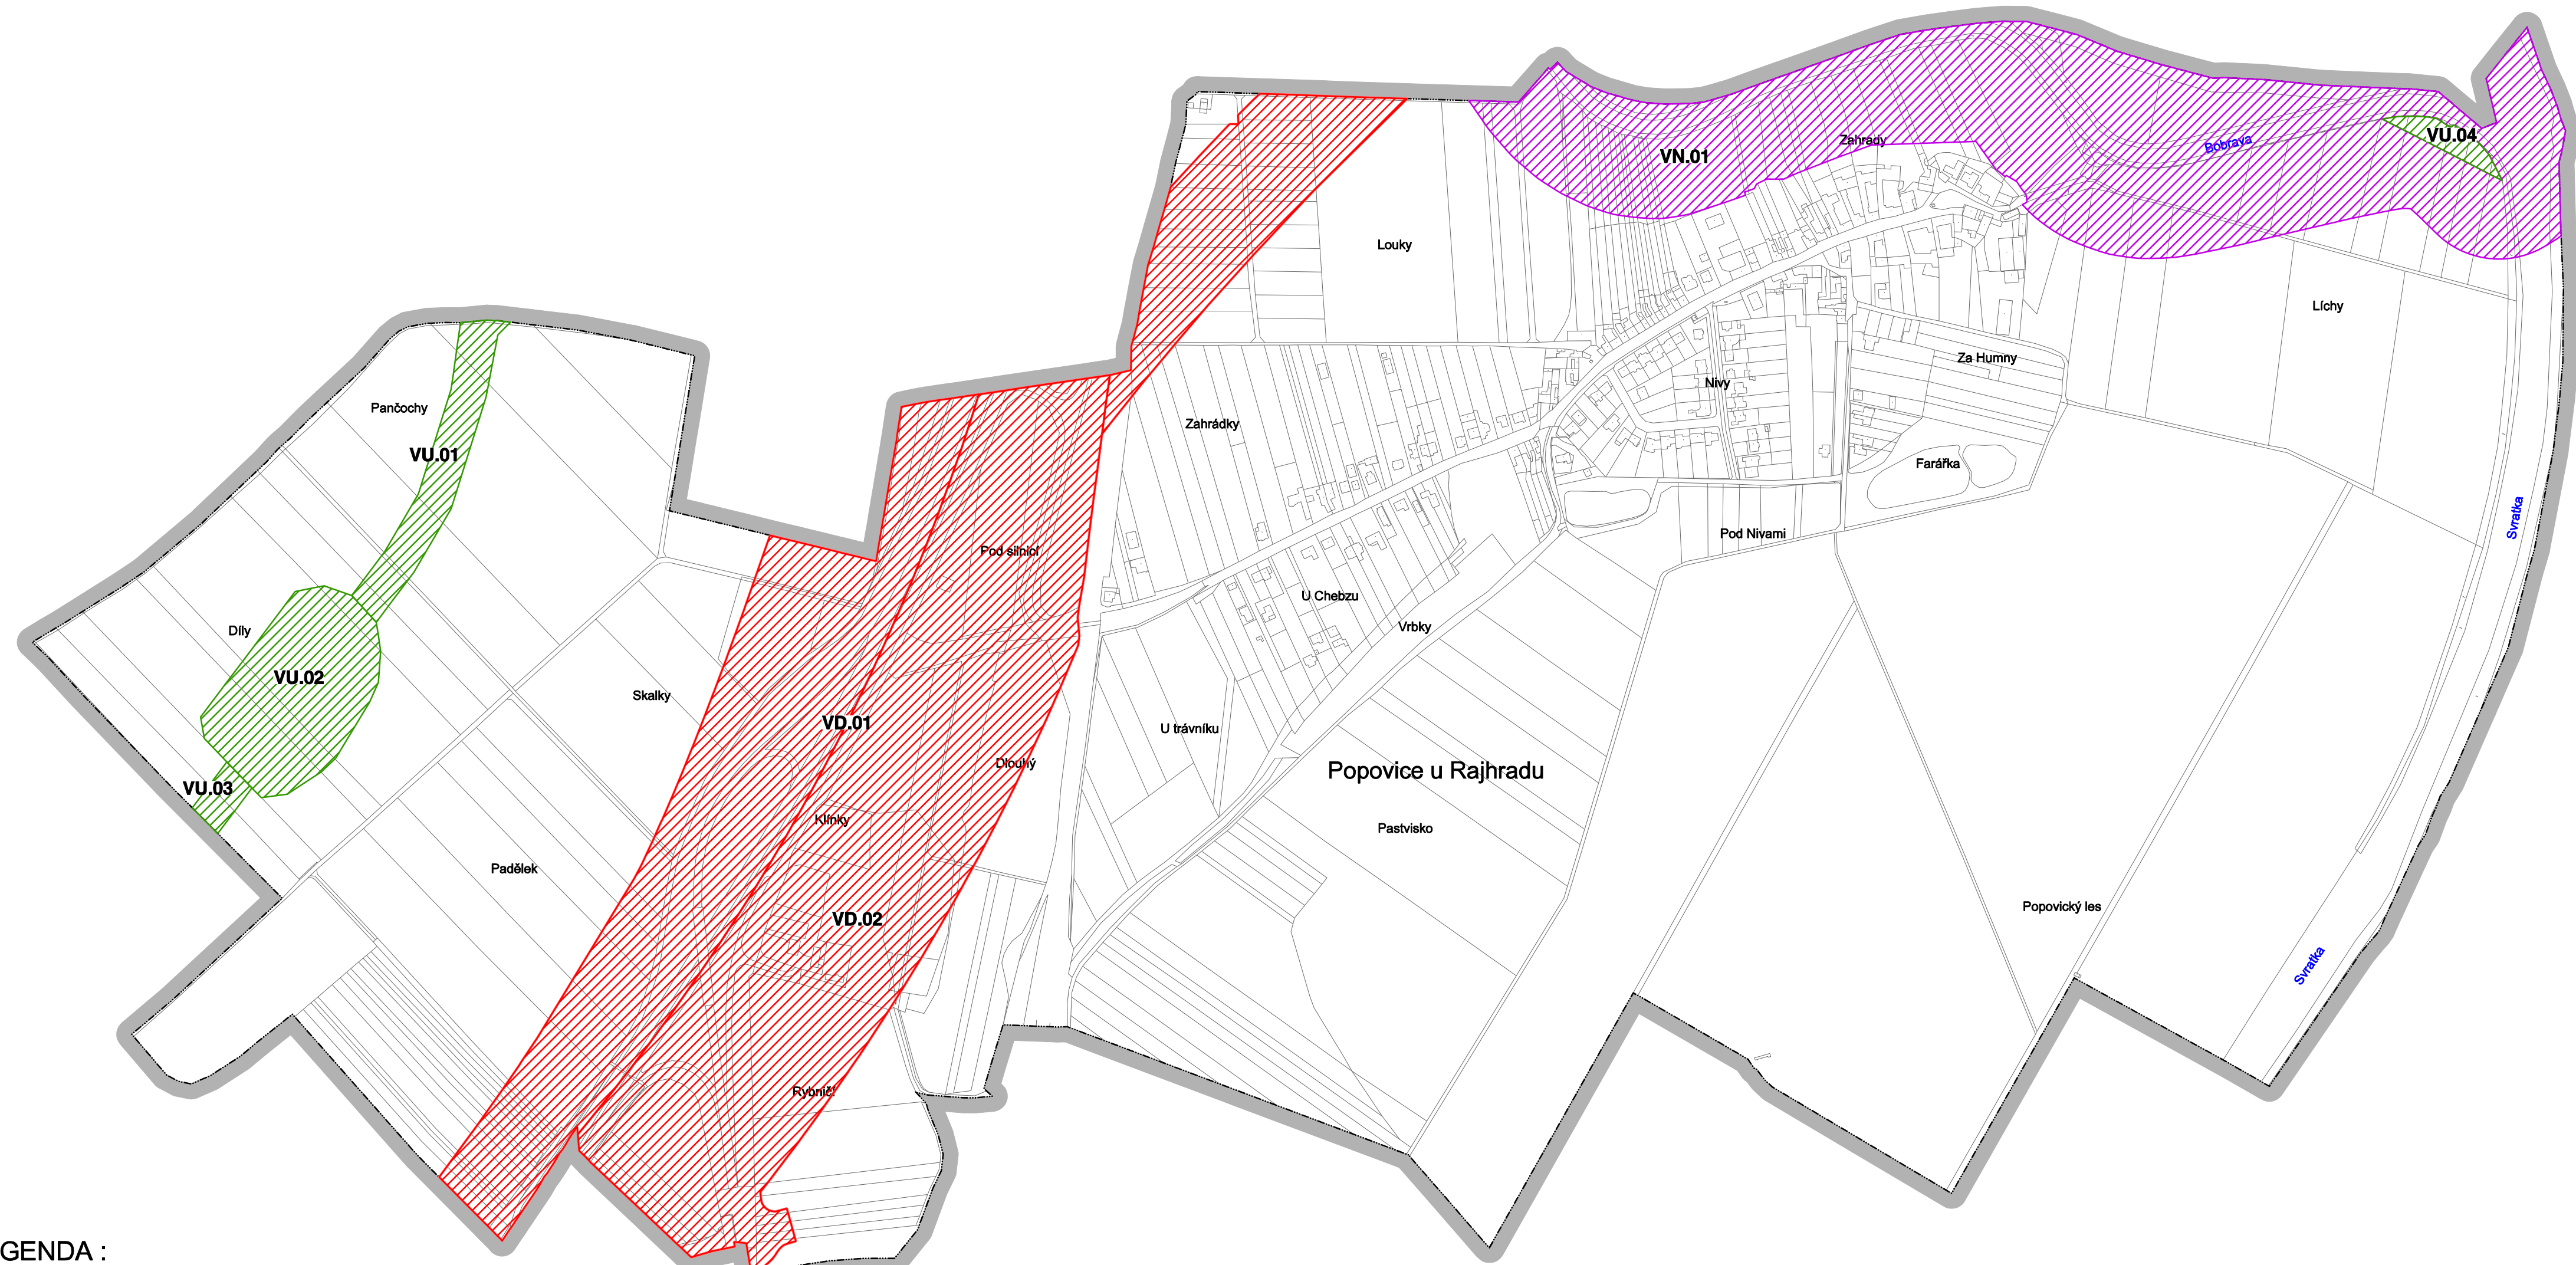 VU.04
Zahrady
Bobrava
VN.01
Louky
Líchy
Za Humny
Nivy
Pančochy
Zahrádky
VU.01
Farářka
Svratka
Pod Nivami
Pod silnicí
U Chebzu
Vrbky
Díly
VU.02
Skalky
VD.01
U trávníku
Dlouhý
Popovice u Rajhradu
VU.03
Klínky
Pastvisko
Padělek
Popovický les
VD.02
Svratka
Rybničí
GENDA :